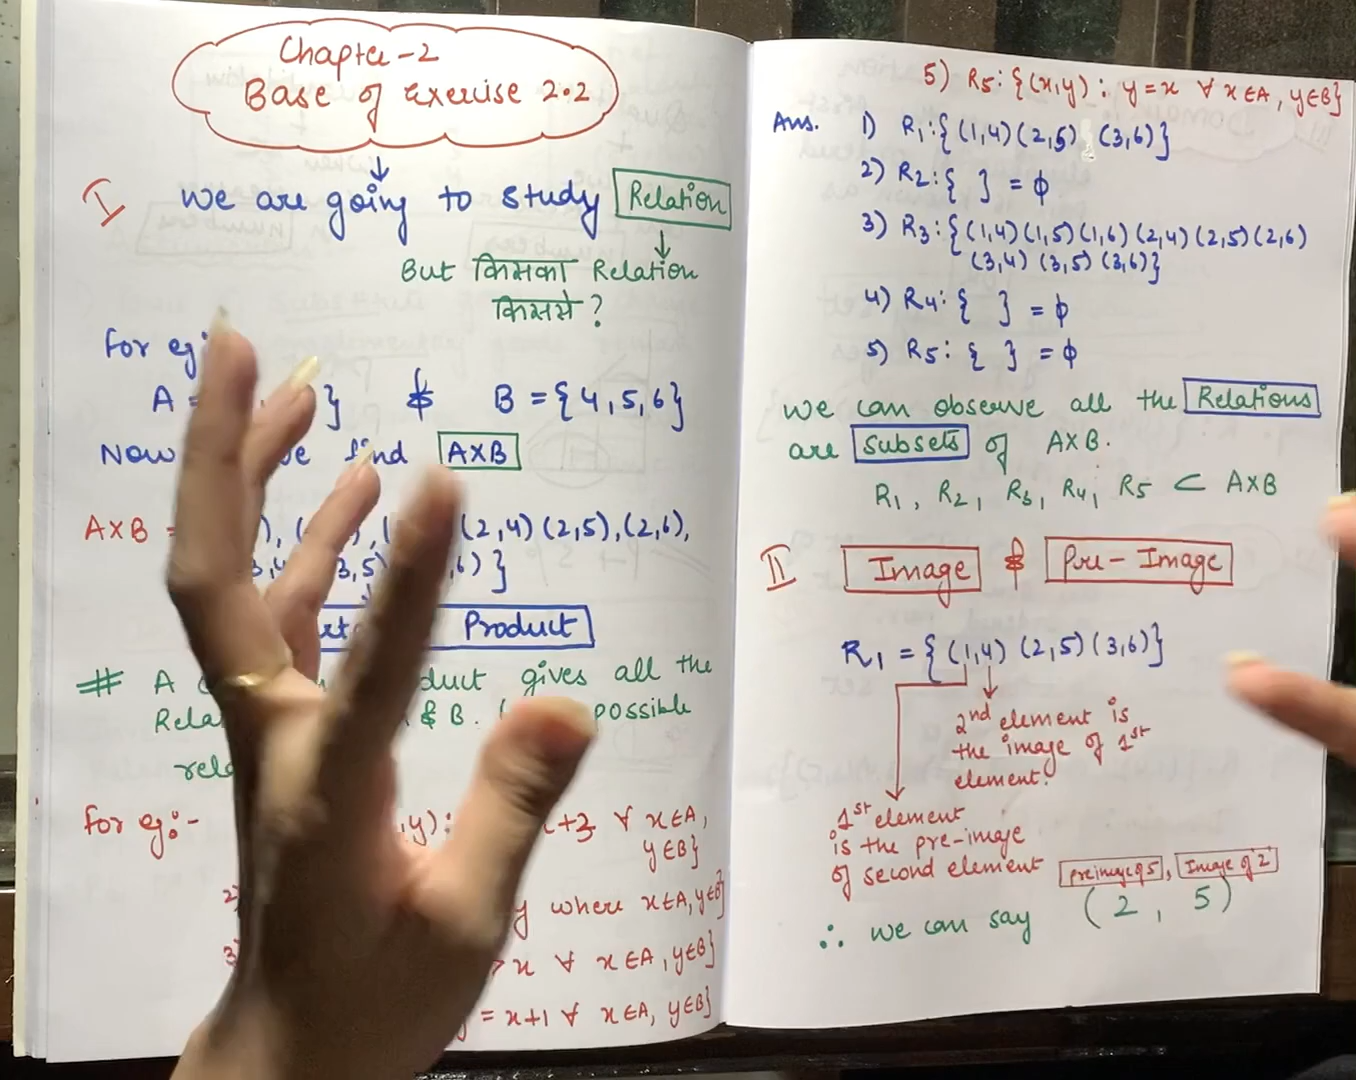 Chapter-2
Base of Exercise 2.2
I we are going to study Relation
But किसका Relation
किससे ?
For eg:
A = } & B = {4,5,6}
Now find AxB
AXB = (2,4) (2,5), (2,6),
3,5) ,6) }
Product
# A gives all the
& B. possible
For eg:- ,y): x+3 ∀ x∈A,
y∈B}
2) y where x∈A, y∈B}
3) > x ∀ x∈A, y∈B}
= x+1 ∀ x∈A, y∈B}
5) R5: {(x,y) : y=x ∀ x∈A, y∈B}
Ans. 1) R1:{(1,4)(2,5) (3,6)}
2) R2:{ } = ϕ
3) R3:{(1,4)(1,5)(1,6)(2,4)(2,5)(2,6)
(3,4) (3,5) (3,6)}
4) R4: { } = ϕ
5) R5: { } = ϕ
we can observe all the Relations
are Subsets of AXB.
R1, R2, R3, R4, R5 ⊂ AXB
II Image & Pre-Image
R1 = {(1,4) (2,5) (3,6)}
2nd element is
the image of 1st
element.
1st element
is the pre-image
of second element preimage of 5, Image of '2'
∴ we can say (2, 5)